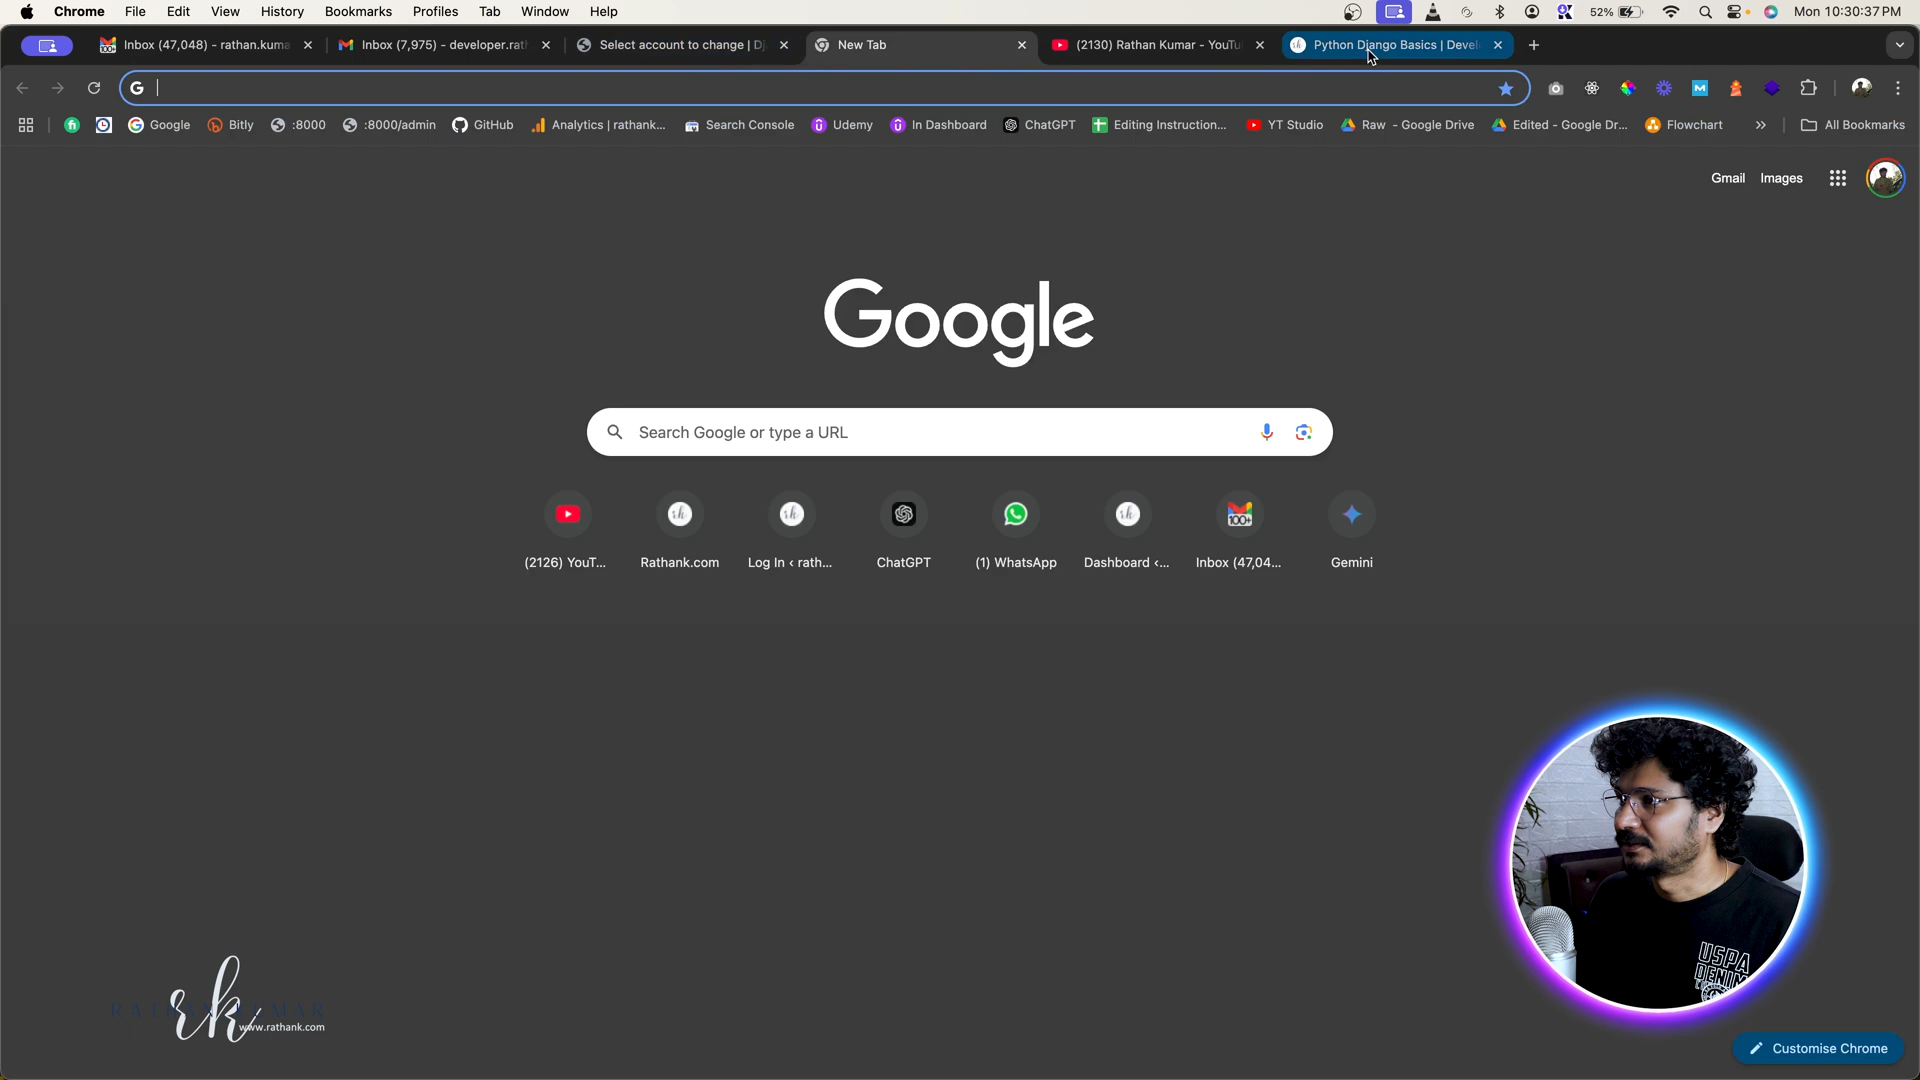 Chrome File Edit View History Bookmarks Profiles Tab Window Help 52% Mon 10:30:37 PM
Inbox (47,048) - rathan.kuma Inbox (7,975) - developer.rat Select account to change | Dj New Tab (2130) Rathan Kumar - YouTu Python Django Basics | Devel
Google Bitly :8000 :8000/admin GitHub Analytics | rathank... Search Console Udemy In Dashboard ChatGPT Editing Instruction... YT Studio Raw - Google Drive Edited - Google Dr... Flowchart All Bookmarks
Gmail Images
Google
Search Google or type a URL
(2126) YouT... Rathank.com Log In ‹ rath... ChatGPT (1) WhatsApp Dashboard ‹... Inbox (47,04... Gemini
USPA
DENIM
RATHAN KUMAR
rk
www.rathank.com
Customise Chrome